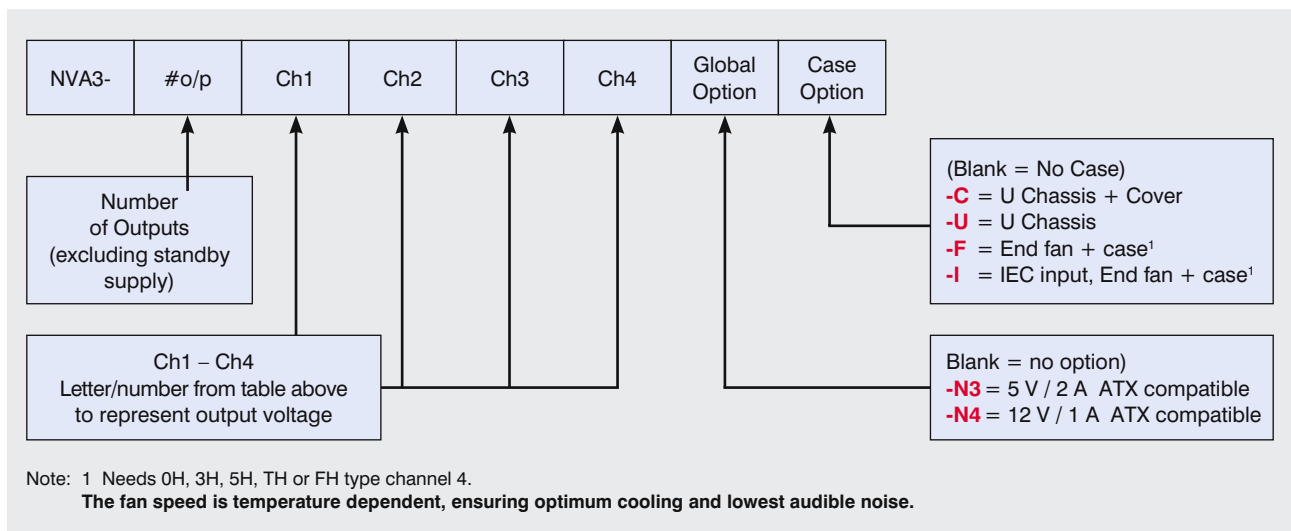 NVA3-
#o/p
Ch1
Ch2
Ch3
Ch4
Global
Option
Case
Option
Number
of Outputs
(excluding standby
supply)
(Blank = No Case)
-C = U Chassis + Cover
-U = U Chassis
-F = End fan + case¹
-I = IEC input, End fan + case¹
Ch1 – Ch4
Letter/number from table above
to represent output voltage
Blank = no option)
-N3 = 5 V / 2 A ATX compatible
-N4 = 12 V / 1 A ATX compatible
Note: 1 Needs 0H, 3H, 5H, TH or FH type channel 4.
The fan speed is temperature dependent, ensuring optimum cooling and lowest audible noise.